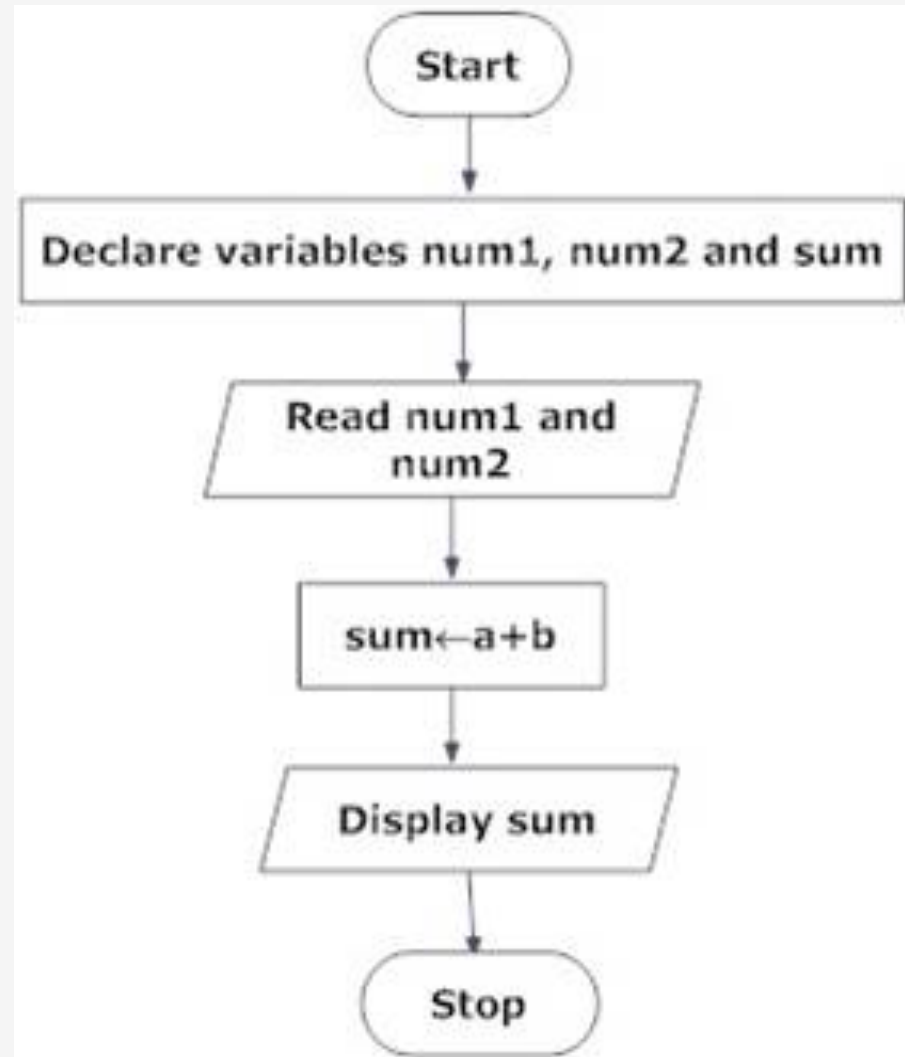 Start
Declare variables num1, num2 and sum
Read num1 and
num2
sum←a+b
Display sum
Stop